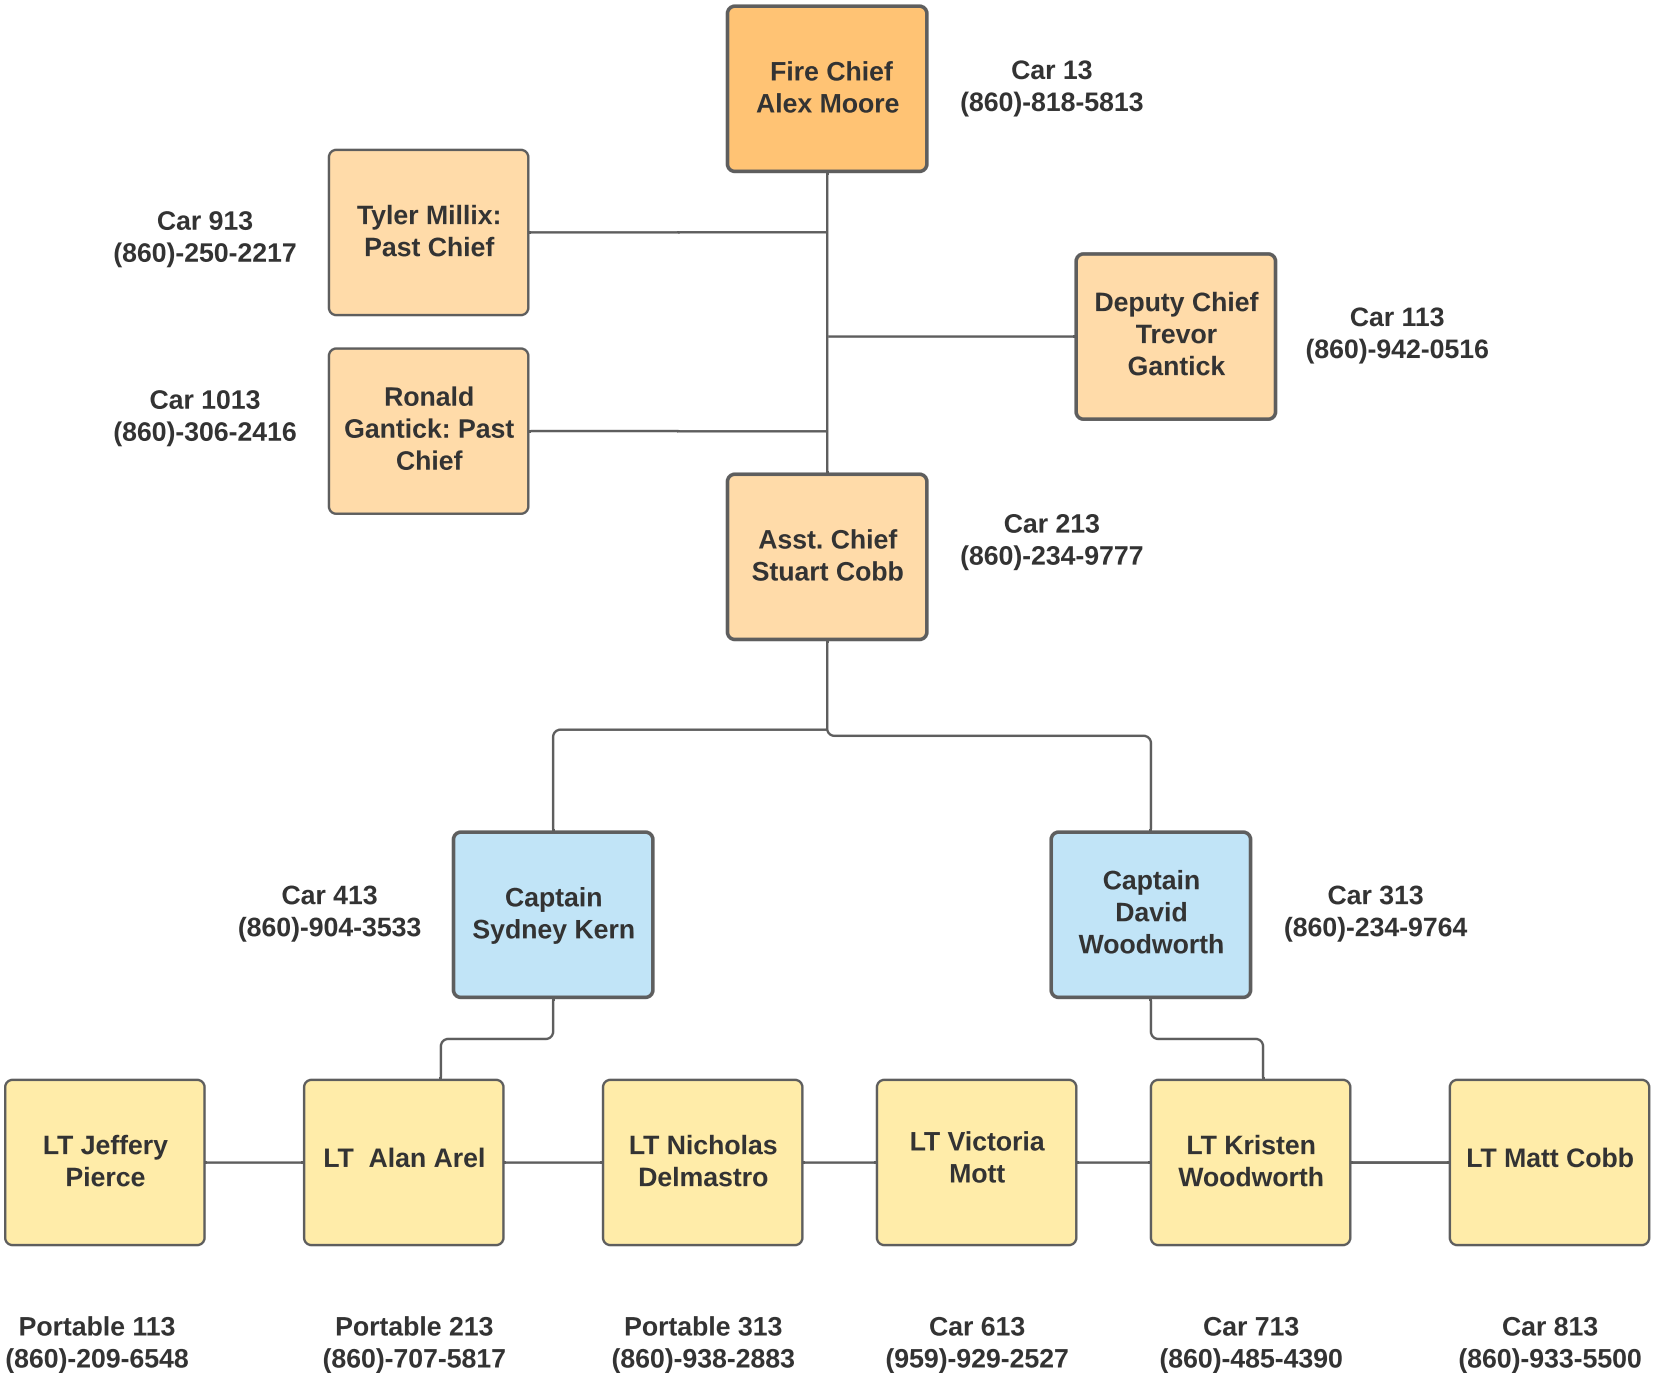 Fire Chief
Alex Moore
Car 13
(860)-818-5813
Car 913
(860)-250-2217
Tyler Millix:
Past Chief
Deputy Chief
Trevor
Gantick
Car 113
(860)-942-0516
Car 1013
(860)-306-2416
Ronald
Gantick: Past
Chief
Asst. Chief
Stuart Cobb
Car 213
(860)-234-9777
Car 413
(860)-904-3533
Captain
Sydney Kern
Captain
David
Woodworth
Car 313
(860)-234-9764
LT Jeffery
Pierce
LT  Alan Arel
LT Nicholas
Delmastro
LT Victoria
Mott
LT Kristen
Woodworth
LT Matt Cobb
Portable 113
(860)-209-6548
Portable 213
(860)-707-5817
Portable 313
(860)-938-2883
Car 613
(959)-929-2527
Car 713
(860)-485-4390
Car 813
(860)-933-5500